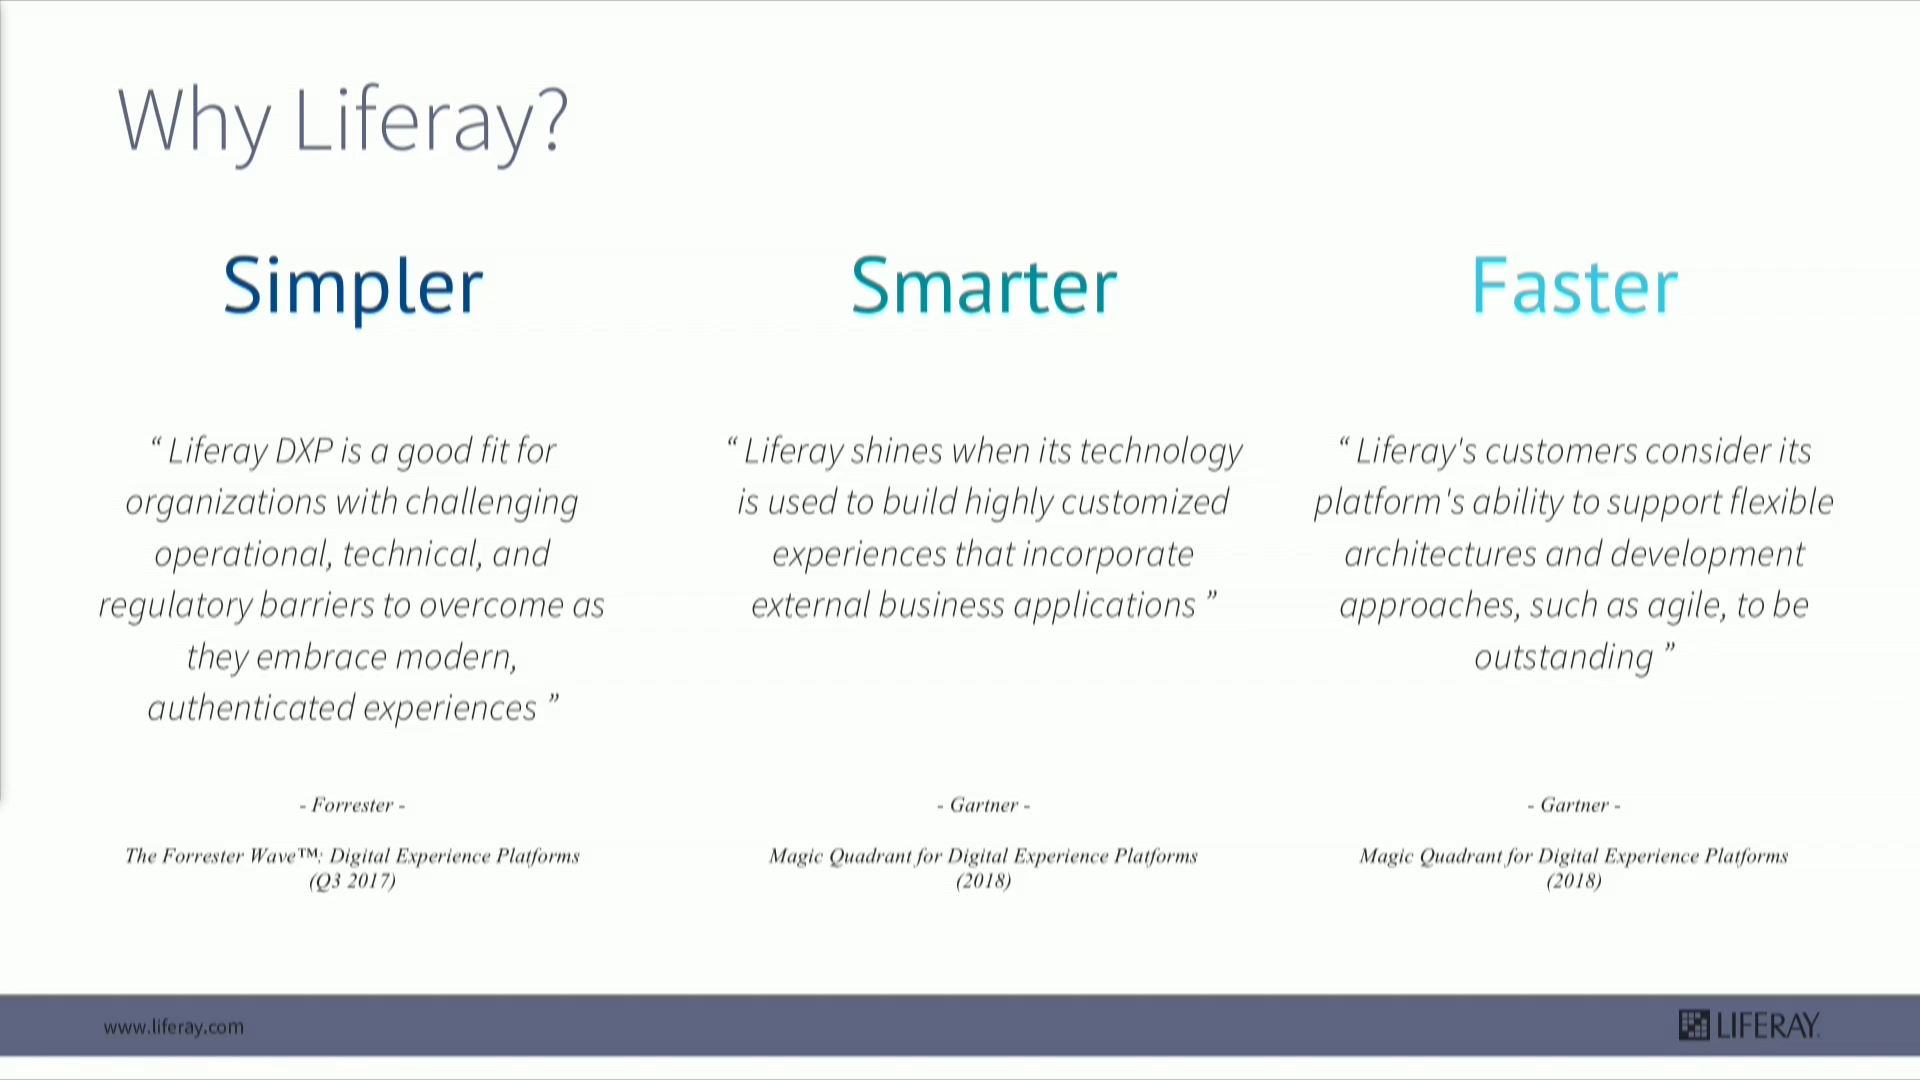 Why Liferay?
Simpler
“ Liferay DXP is a good fit for
organizations with challenging
operational, technical, and
regulatory barriers to overcome as
they embrace modern,
authenticated experiences ”
- Forrester -
The Forrester Wave™: Digital Experience Platforms
(Q3 2017)
Smarter
“ Liferay shines when its technology
is used to build highly customized
experiences that incorporate
external business applications ”
- Gartner -
Magic Quadrant for Digital Experience Platforms
(2018)
Faster
“ Liferay's customers consider its
platform's ability to support flexible
architectures and development
approaches, such as agile, to be
outstanding ”
- Gartner -
Magic Quadrant for Digital Experience Platforms
(2018)
www.liferay.com
LIFERAY